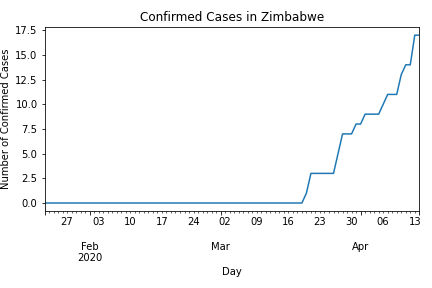 Confirmed Cases in Zimbabwe
Number of Confirmed Cases
17.5
15.0
12.5
10.0
7.5
5.0
2.5
0.0
27 03 10 17 24 02 09 16 23 30 06 13
Feb Mar Apr
2020
Day